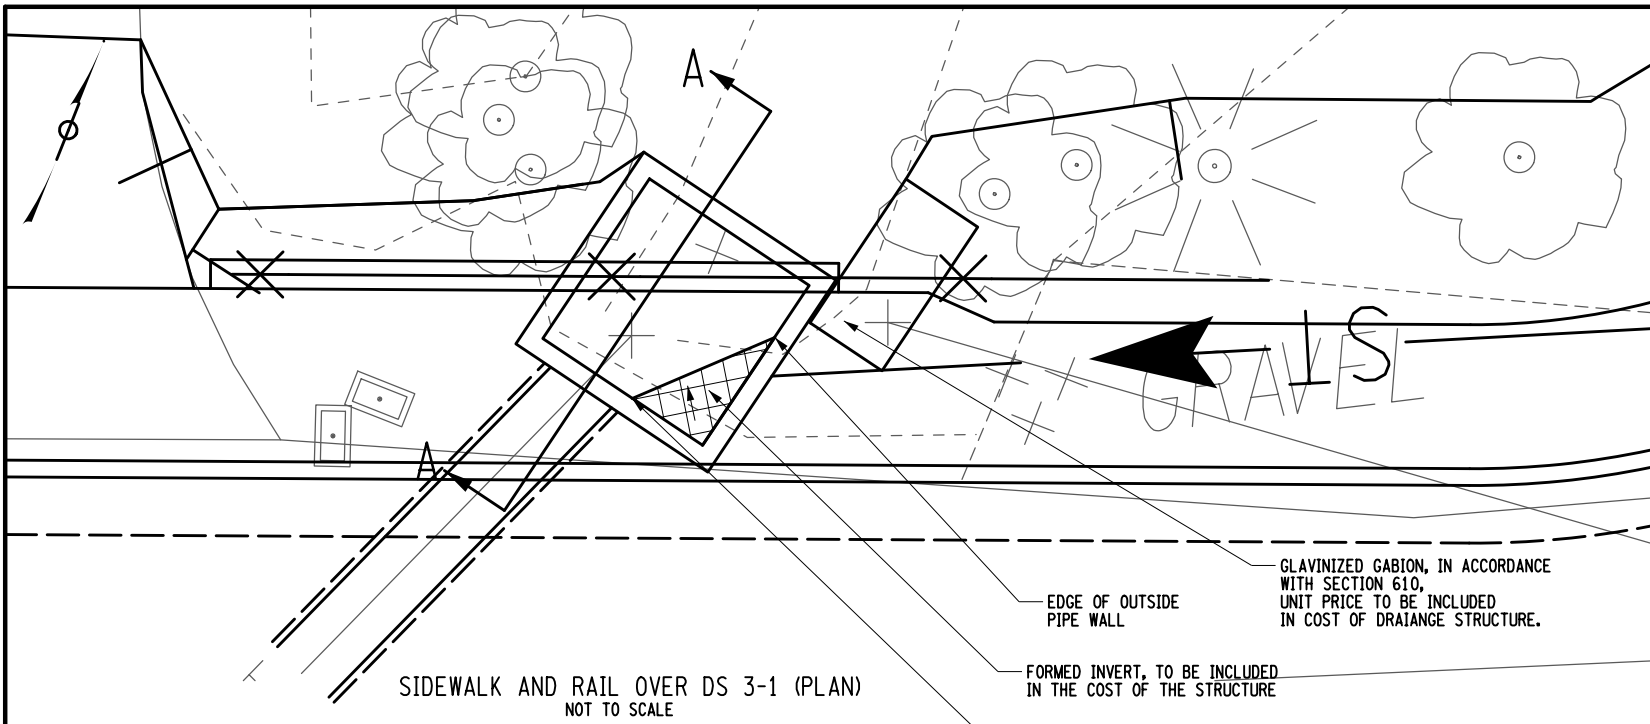 A
GRAVEL
ST
A
GLAVINIZED GABION, IN ACCORDANCE
WITH SECTION 610,
UNIT PRICE TO BE INCLUDED
IN COST OF DRAIANGE STRUCTURE.
EDGE OF OUTSIDE
PIPE WALL
FORMED INVERT, TO BE INCLUDED
IN THE COST OF THE STRUCTURE
SIDEWALK AND RAIL OVER DS 3-1 (PLAN)
NOT TO SCALE